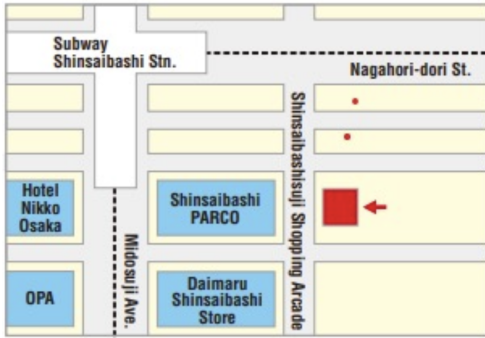 Subway
Shinsaibashi Stn.
Nagahori-dori St.
Shinsaibashisuji Shopping Arcade
Hotel
Nikko
Osaka
Shinsaibashi
PARCO
Midosuji Ave.
OPA
Daimaru
Shinsaibashi
Store